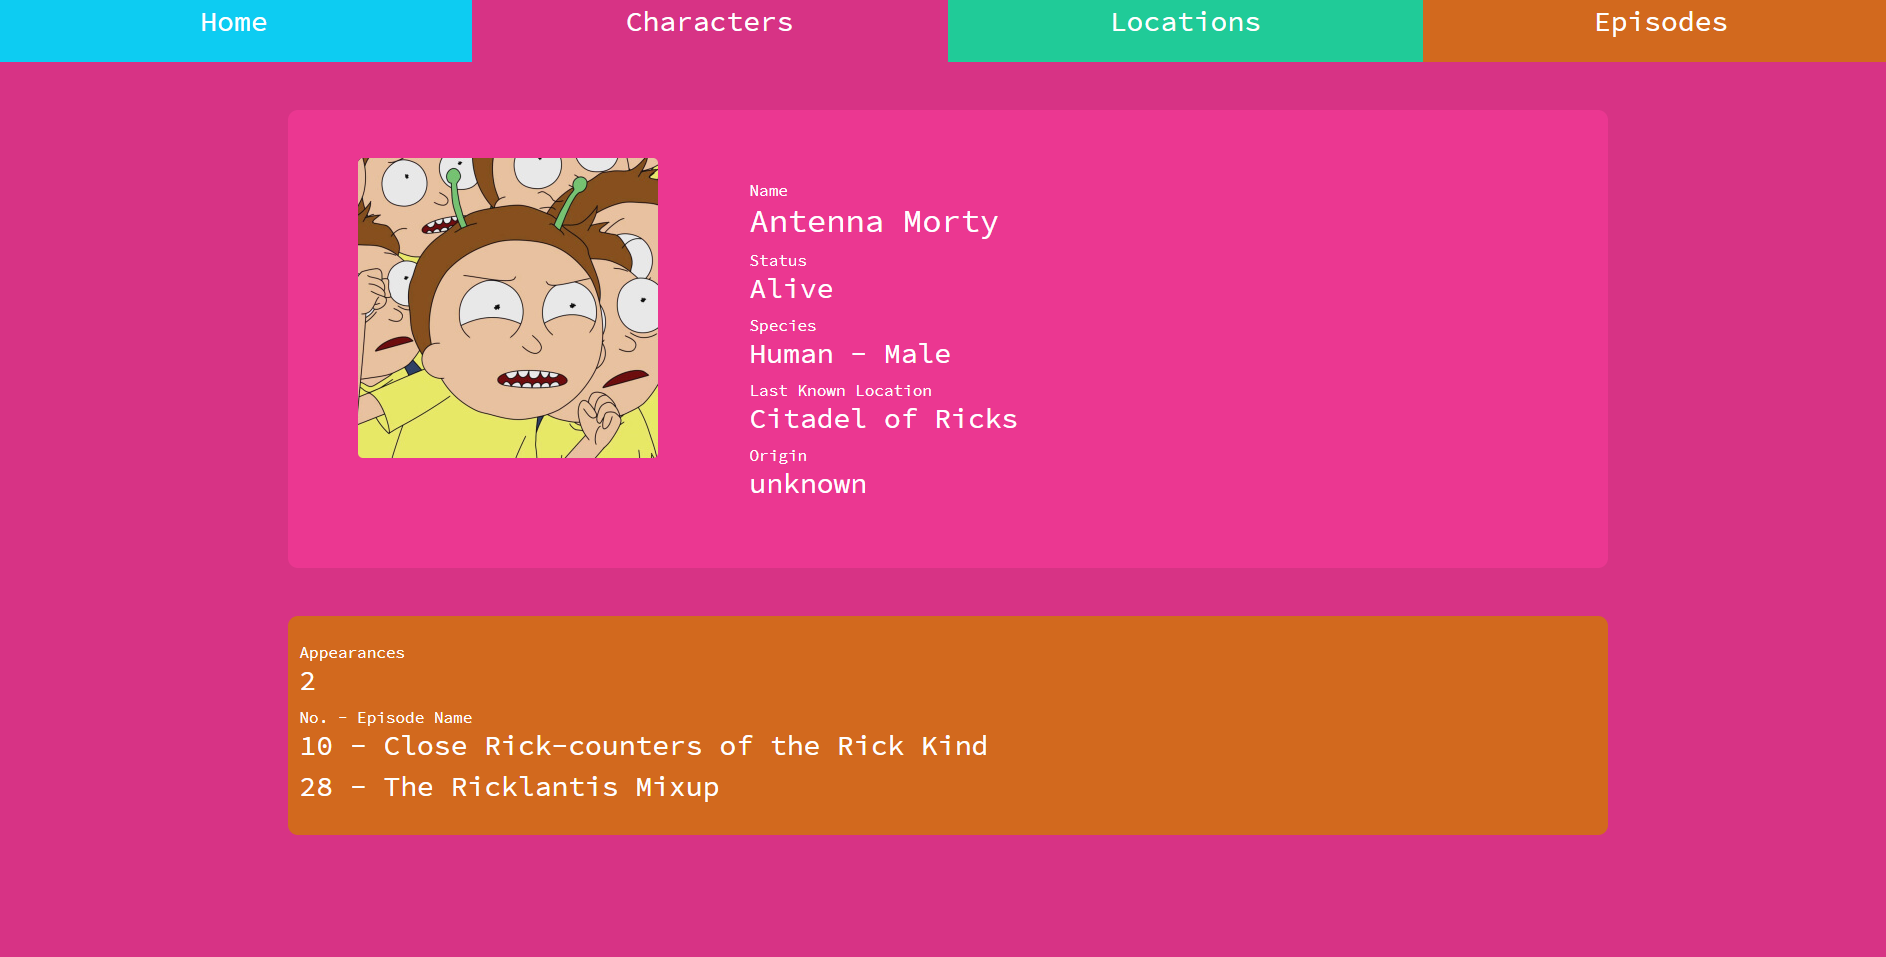 Home Characters Locations Episodes
Name
Antenna Morty
Status
Alive
Species
Human - Male
Last Known Location
Citadel of Ricks
Origin
unknown
Appearances
2
No. - Episode Name
10 - Close Rick-counters of the Rick Kind
28 - The Ricklantis Mixup